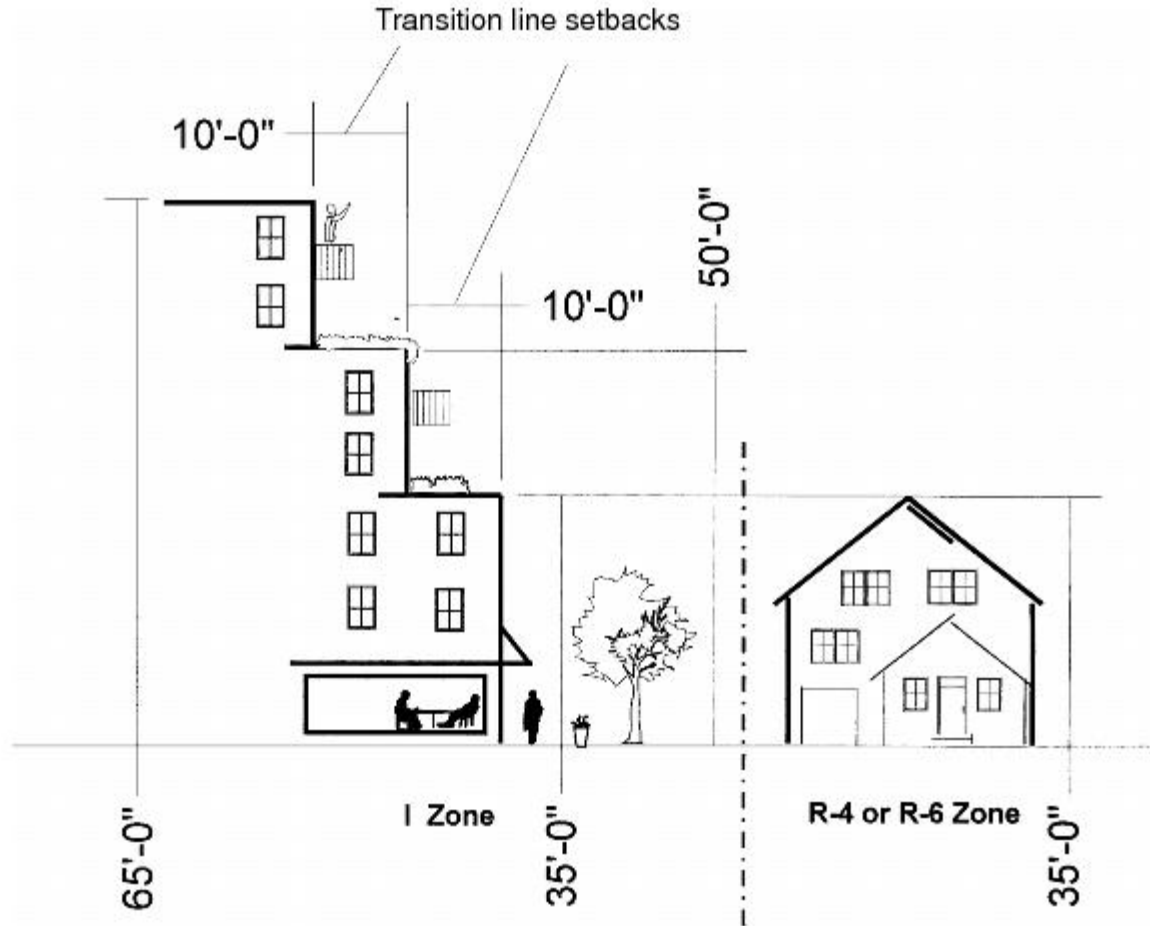 Transition line setbacks
10'-0"
50'-0"
10'-0"
I Zone
R-4 or R-6 Zone
65'-0"
35'-0"
35'-0"